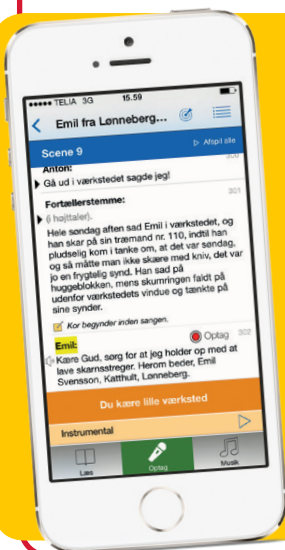 TELIA 3G 15.59
Emil fra Lønneberg...
Scene 9
Afspil alle
Anton:
300
Gå ud i værkstedet sagde jeg!
Fortællerstemme:
301
(i højttaler).
Hele søndag aften sad Emil i værkstedet, og
han skar på sin træmand nr. 110, indtil han
pludselig kom i tanke om, at det var søndag,
og så måtte man ikke skære med kniv, det var
jo en frygtelig synd. Han sad på
huggeblokken, mens skumringen faldt på
udenfor værkstedets vindue og tænkte på
sine synder.
Kor begynder inden sangen.
Emil:
Optag 302
Kære Gud, sørg for at jeg holder op med at
lave skarnsstreger. Herom beder, Emil
Svensson, Katthult, Lønneberg.
Du kære lille værksted
Instrumental
Læs
Optag
Musik